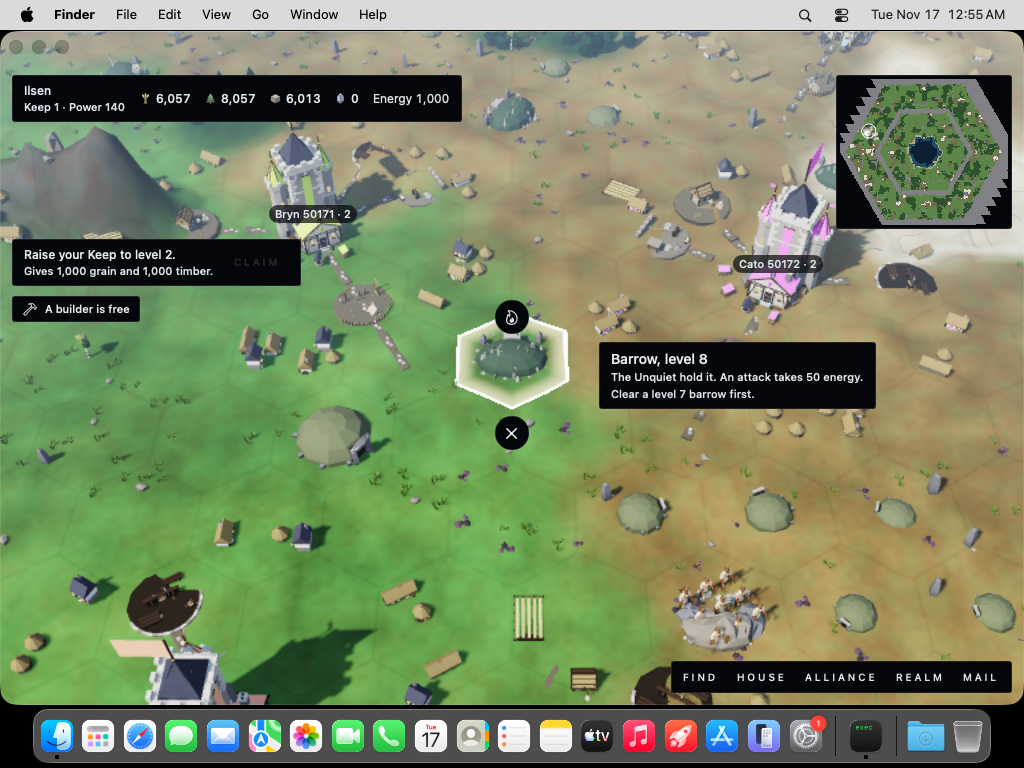 Finder File Edit View Go Window Help Tue Nov 17 12:55 AM
Ilsen
Keep 1 · Power 140
6,057 8,057 6,013 0 Energy 1,000
Bryn 50171 · 2
Raise your Keep to level 2.
Gives 1,000 grain and 1,000 timber.
CLAIM
A builder is free
Cato 50172 · 2
Barrow, level 8
The Unquiet hold it. An attack takes 50 energy.
Clear a level 7 barrow first.
FIND HOUSE ALLIANCE REALM MAIL
Tue
17
tv
1
exec